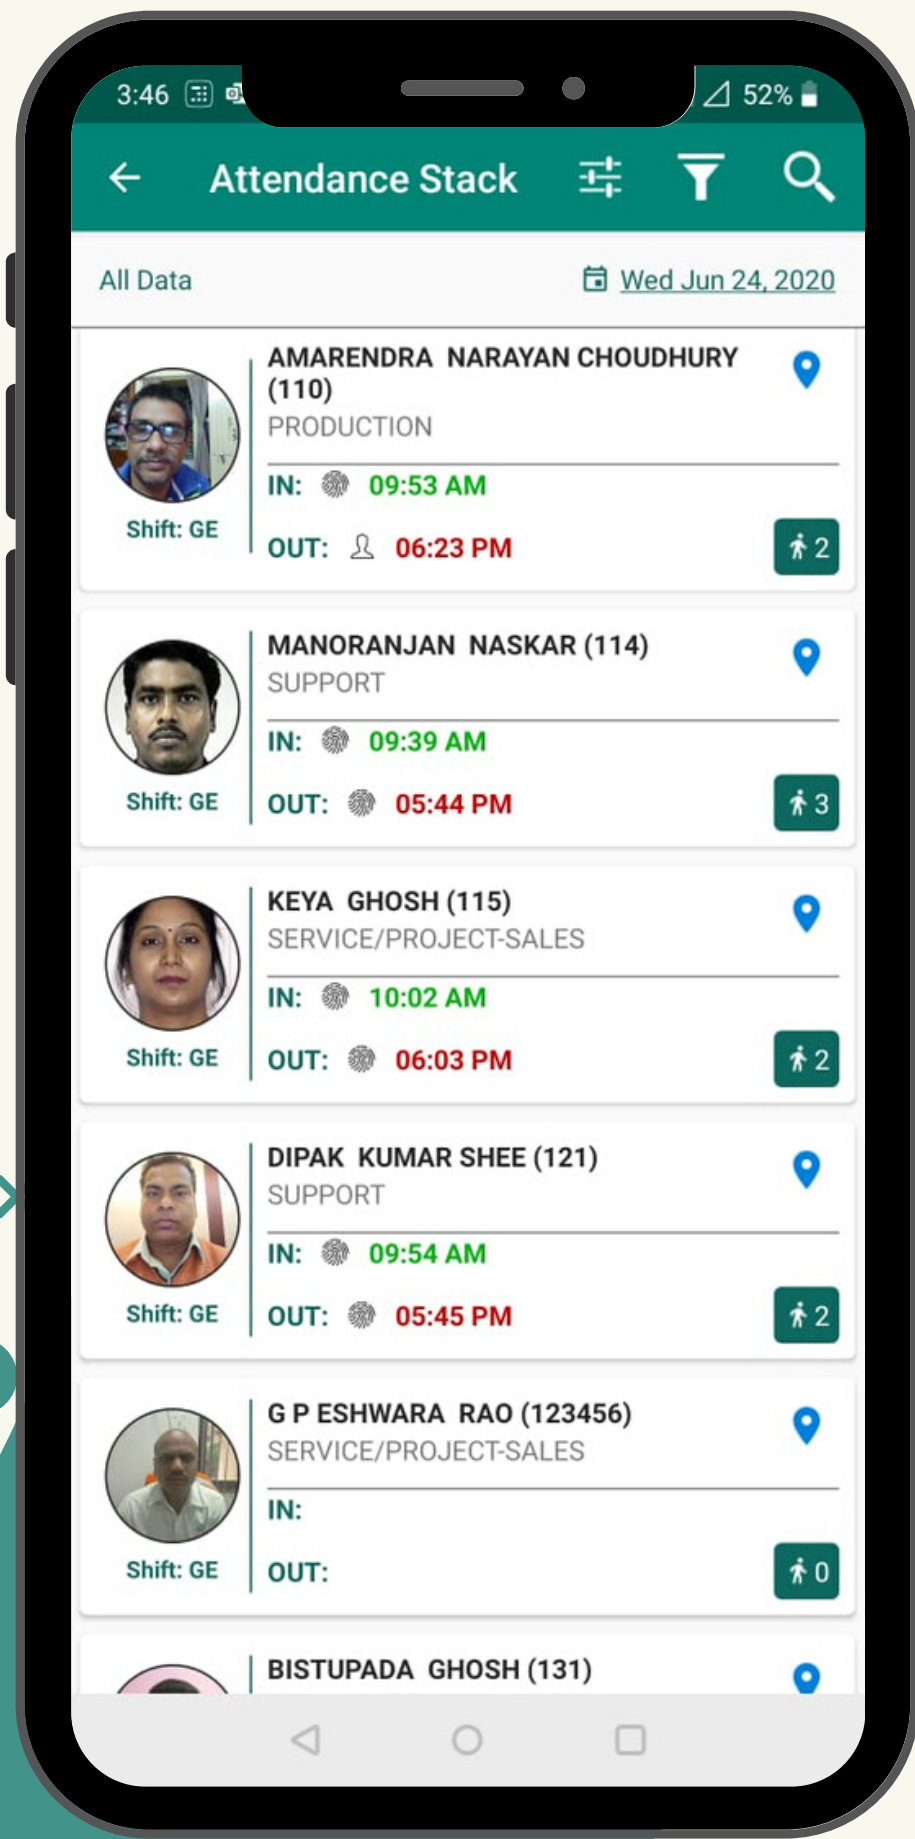 3:46
52%
Attendance Stack
All Data
Wed Jun 24, 2020
AMARENDRA NARAYAN CHOUDHURY
(110)
PRODUCTION
IN: 09:53 AM
Shift: GE
OUT: 06:23 PM
2
MANORANJAN NASKAR (114)
SUPPORT
IN: 09:39 AM
Shift: GE
OUT: 05:44 PM
3
KEYA GHOSH (115)
SERVICE/PROJECT-SALES
IN: 10:02 AM
Shift: GE
OUT: 06:03 PM
2
DIPAK KUMAR SHEE (121)
SUPPORT
IN: 09:54 AM
Shift: GE
OUT: 05:45 PM
2
G P ESHWARA RAO (123456)
SERVICE/PROJECT-SALES
IN:
Shift: GE
OUT:
0
BISTUPADA GHOSH (131)